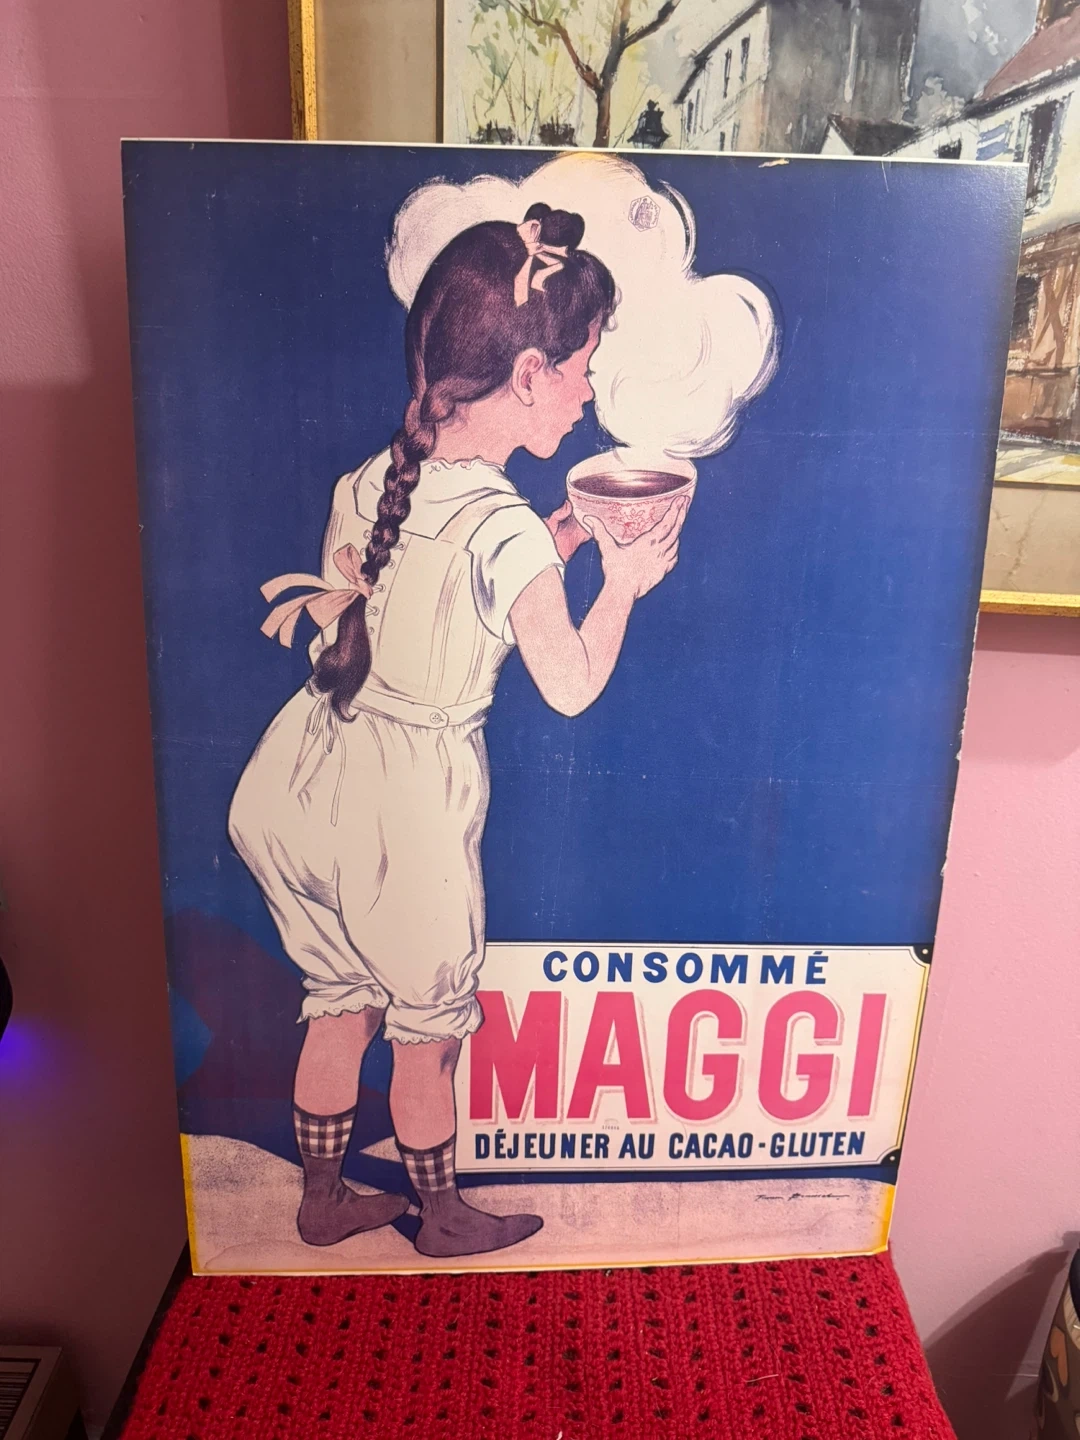 CONSOMMÉ
MAGGI
DÉJEUNER AU CACAO-GLUTEN